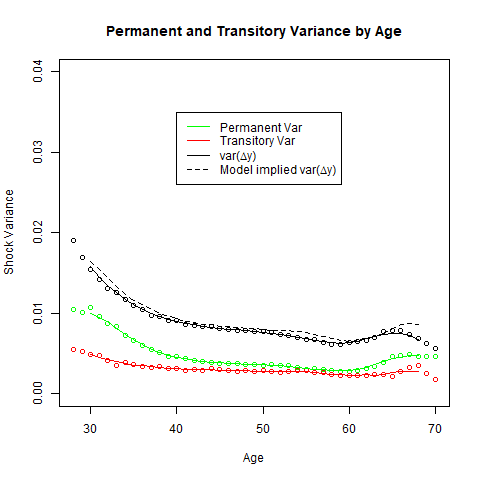 Permanent and Transitory Variance by Age
0.04
0.03
0.02
0.01
0.00
Shock Variance
Permanent Var
Transitory Var
var(Δy)
Model implied var(Δy)
30 40 50 60 70
Age